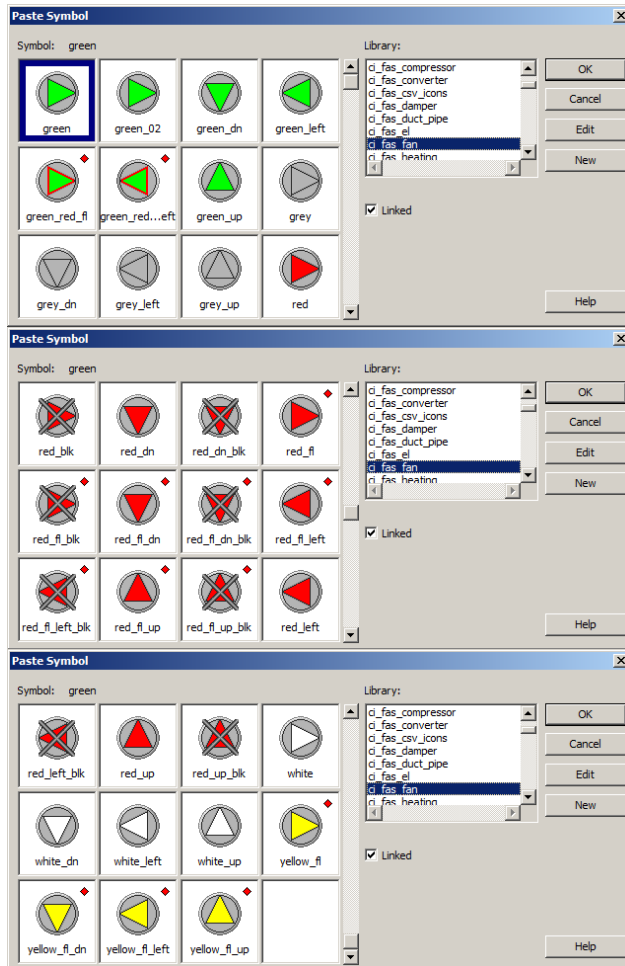 Paste Symbol
Symbol: green
Library:
green green_02 green_dn green_left
green_red_fl green_red...eft green_up grey
grey_dn grey_left grey_up red
ci_fas_compressor
ci_fas_converter
ci_fas_csv_icons
ci_fas_damper
ci_fas_duct_pipe
ci_fas_el
ci_fas_fan
ci_fas_heating
Linked
OK
Cancel
Edit
New
Help
Paste Symbol
Symbol: green
Library:
red_blk red_dn red_dn_blk red_fl
red_fl_blk red_fl_dn red_fl_dn_blk red_fl_left
red_fl_left_blk red_fl_up red_fl_up_blk red_left
ci_fas_compressor
ci_fas_converter
ci_fas_csv_icons
ci_fas_damper
ci_fas_duct_pipe
ci_fas_el
ci_fas_fan
ci_fas_heating
Linked
OK
Cancel
Edit
New
Help
Paste Symbol
Symbol: green
Library:
red_left_blk red_up red_up_blk white
white_dn white_left white_up yellow_fl
yellow_fl_dn yellow_fl_left yellow_fl_up
ci_fas_compressor
ci_fas_converter
ci_fas_csv_icons
ci_fas_damper
ci_fas_duct_pipe
ci_fas_el
ci_fas_fan
ci_fas_heating
Linked
OK
Cancel
Edit
New
Help